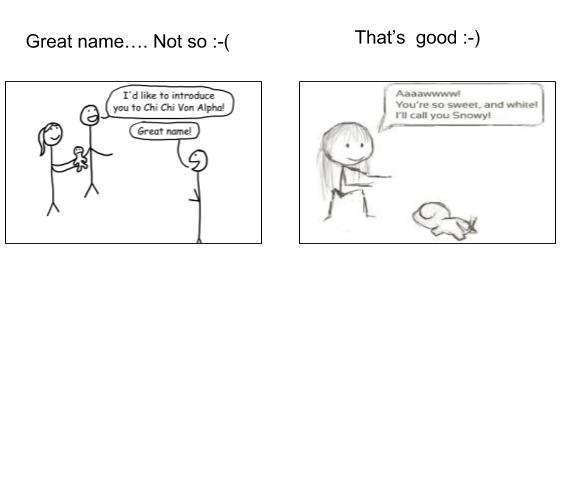 Great name…. Not so :-(
That’s  good :-)
I'd like to introduce
you to Chi Chi Von Alpha!
Great name!
Aaaawwww!
You're so sweet, and white!
I'll call you Snowy!